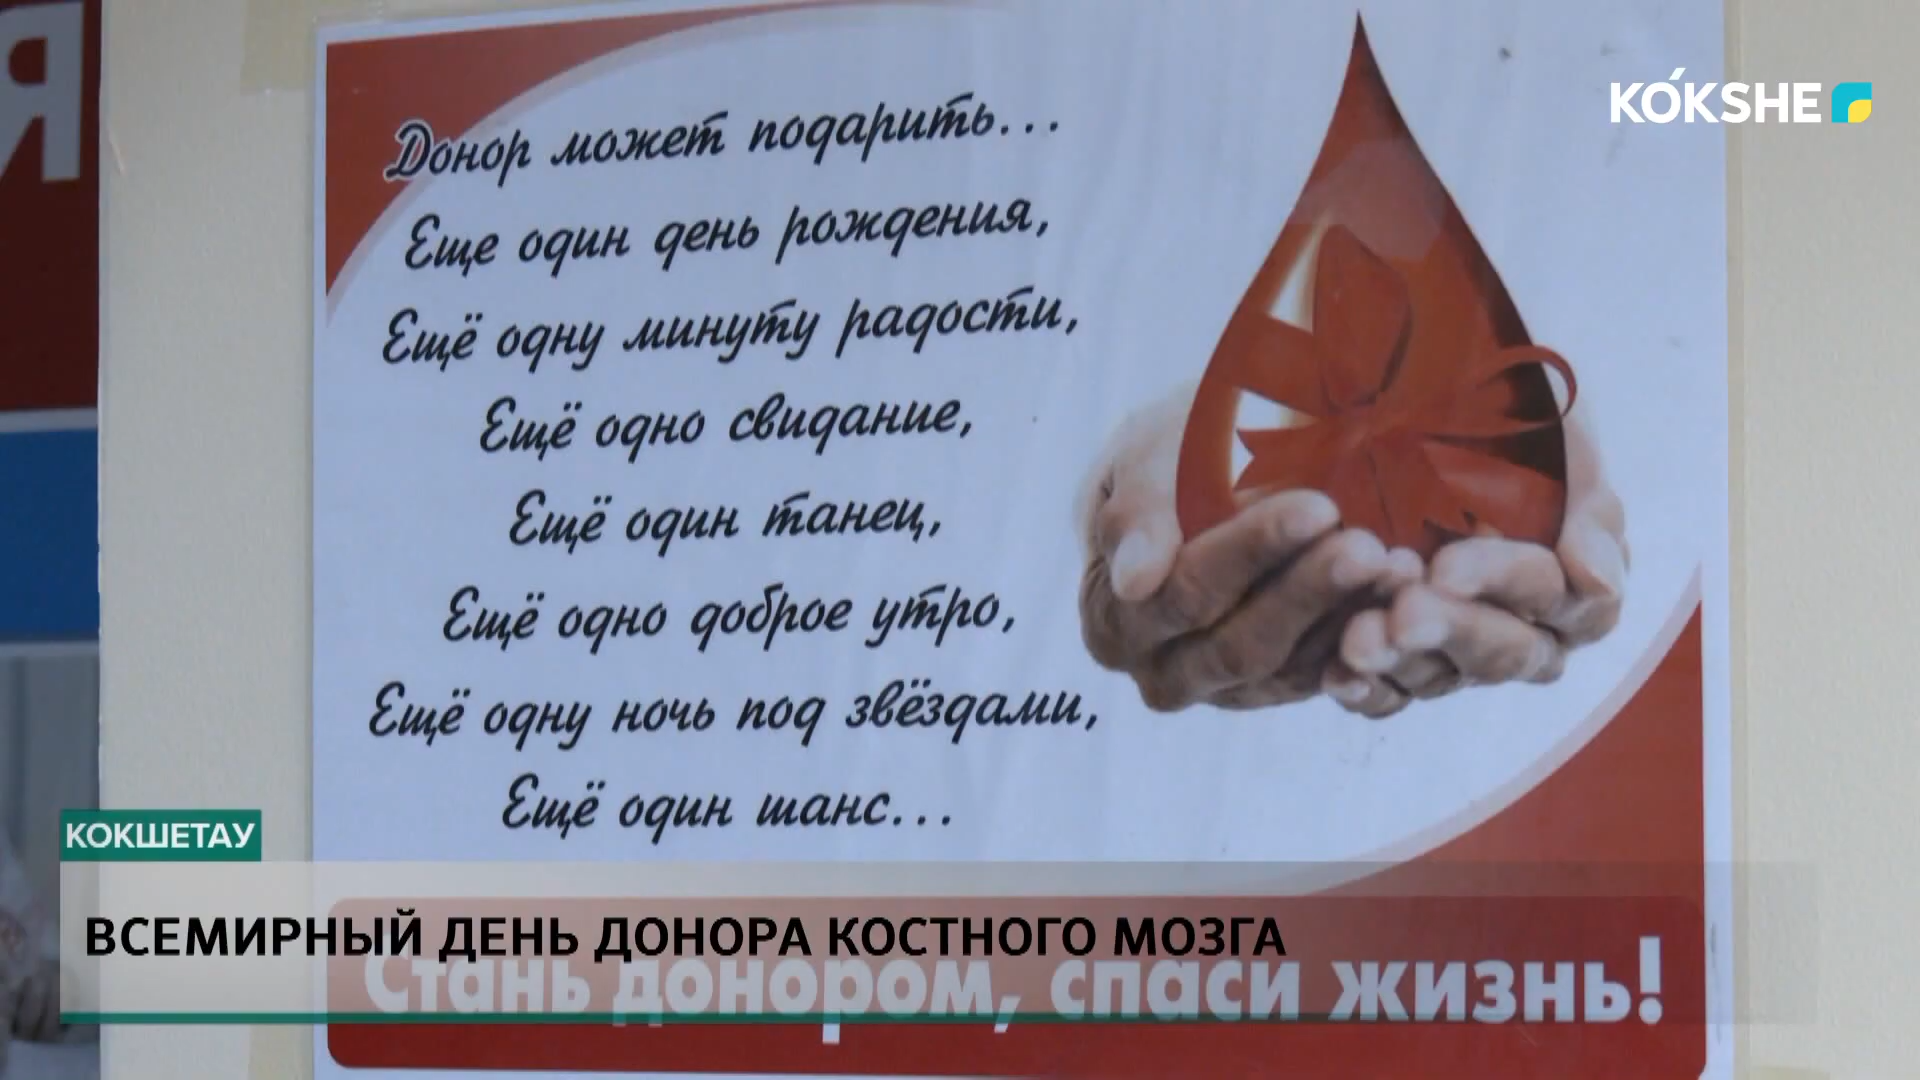 Я
KÓKSHE
Донор может подарить...
Еще один день рождения,
Ещё одну минуту радости,
Ещё одно свидание,
Ещё один танец,
Ещё одно доброе утро,
Ещё одну ночь под звёздами,
Ещё один шанс...
КОКШЕТАУ
ВСЕМИРНЫЙ ДЕНЬ ДОНОРА КОСТНОГО МОЗГА
Стань донором, спаси жизнь!